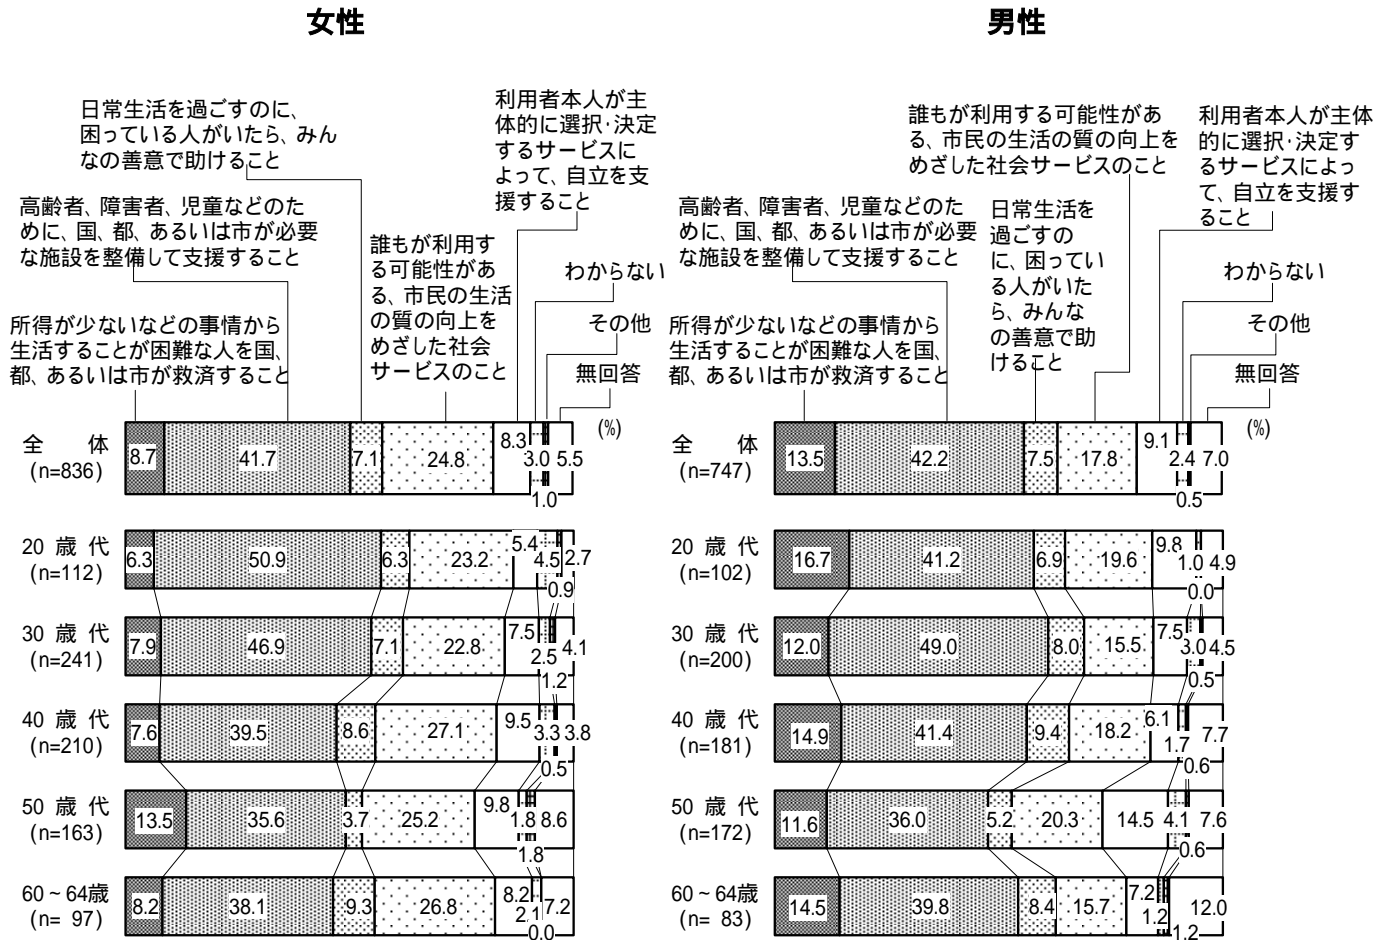 女性
日常生活を過ごすのに、
困っている人がいたら、みん
なの善意で助けること
利用者本人が主
体的に選択・決定
するサービスに
よって、自立を支
援すること
高齢者、障害者、児童などのた
めに、国、都、あるいは市が必要
な施設を整備して支援すること
誰もが利用す
る可能性があ
る、市民の生活
の質の向上を
めざした社会
サービスのこと
わからない
その他
無回答
所得が少ないなどの事情から
生活することが困難な人を国、
都、あるいは市が救済すること
(%)
全 体
(n=836)
8.7 41.7 7.1 24.8 8.3 3.0 1.0 5.5
20 歳 代
(n=112)
6.3 50.9 6.3 23.2 5.4 4.5 0.9 2.7
30 歳 代
(n=241)
7.9 46.9 7.1 22.8 7.5 2.5 1.2 4.1
40 歳 代
(n=210)
7.6 39.5 8.6 27.1 9.5 3.3 0.5 3.8
50 歳 代
(n=163)
13.5 35.6 3.7 25.2 9.8 1.8 1.8 8.6
60~64歳
(n= 97)
8.2 38.1 9.3 26.8 8.2 2.1 0.0 7.2
男性
誰もが利用する可能性があ
る、市民の生活の質の向上を
めざした社会サービスのこと
利用者本人が主体
的に選択・決定す
るサービスによっ
て、自立を支援す
ること
高齢者、障害者、児童などのた
めに、国、都、あるいは市が必要
な施設を整備して支援すること
日常生活を
過ごすの
に、困ってい
る人がいた
ら、みんな
の善意で助
けること
わからない
その他
無回答
所得が少ないなどの事情から
生活することが困難な人を国、
都、あるいは市が救済すること
(%)
全 体
(n=747)
13.5 42.2 7.5 17.8 9.1 2.4 0.5 7.0
20 歳 代
(n=102)
16.7 41.2 6.9 19.6 9.8 1.0 0.0 4.9
30 歳 代
(n=200)
12.0 49.0 8.0 15.5 7.5 3.0 0.5 4.5
40 歳 代
(n=181)
14.9 41.4 9.4 18.2 6.1 1.7 0.6 7.7
50 歳 代
(n=172)
11.6 36.0 5.2 20.3 14.5 4.1 0.6 7.6
60~64歳
(n= 83)
14.5 39.8 8.4 15.7 7.2 1.2 1.2 12.0